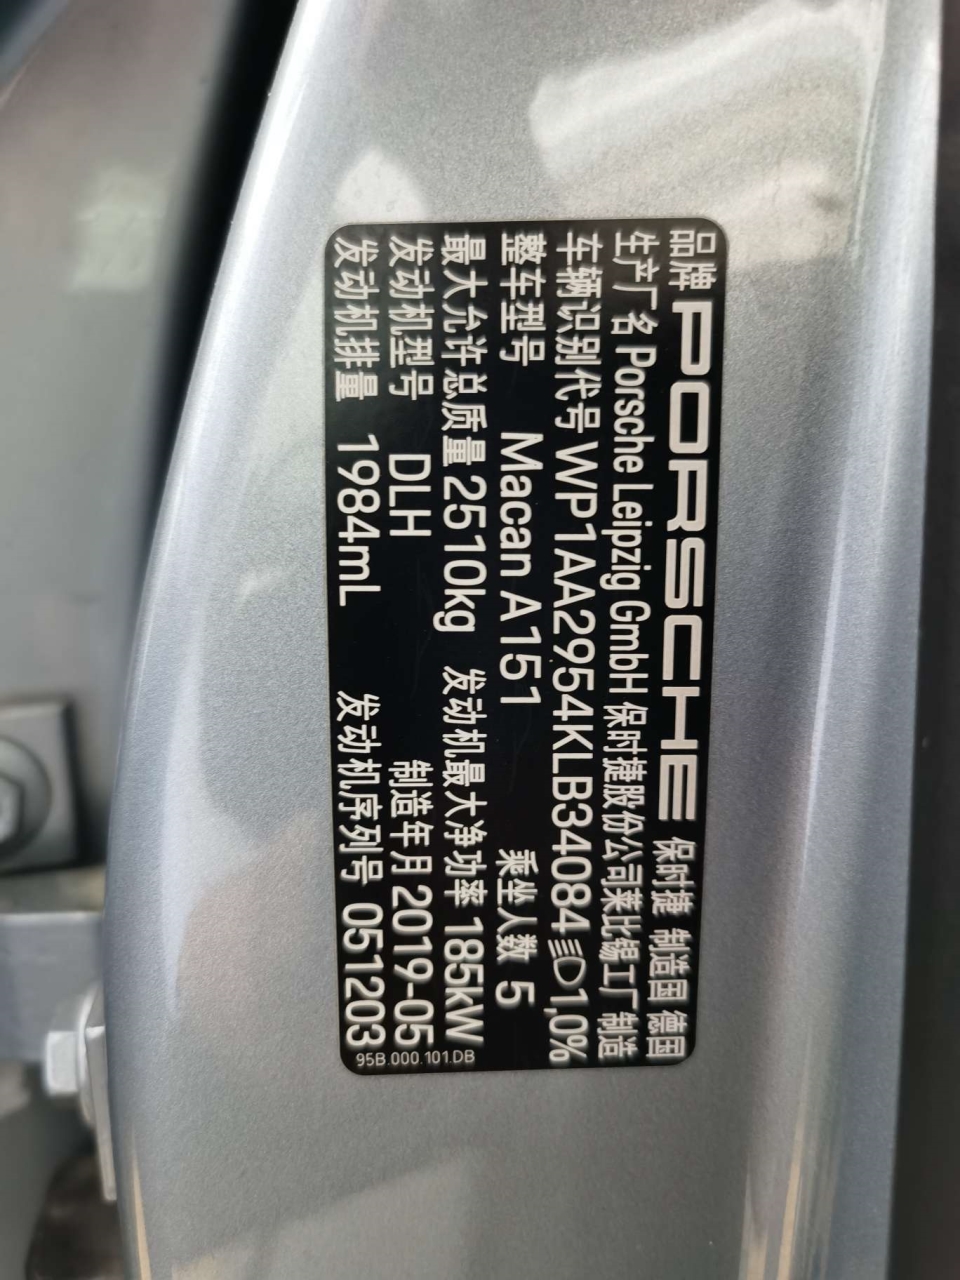 品牌 PORSCHE 保时捷 制造国 德国
生产厂名 Porsche Leipzig GmbH 保时捷股份公司莱比锡工厂制造
车辆识别代号 WP1AA2954KLB34084 1,0%
整车型号 Macan A151 乘坐人数 5
最大允许总质量 2510kg 发动机最大净功率 185kW
发动机型号 DLH 制造年月 2019-05
发动机排量 1984mL 发动机序列号 051203
95B.000.101.DB